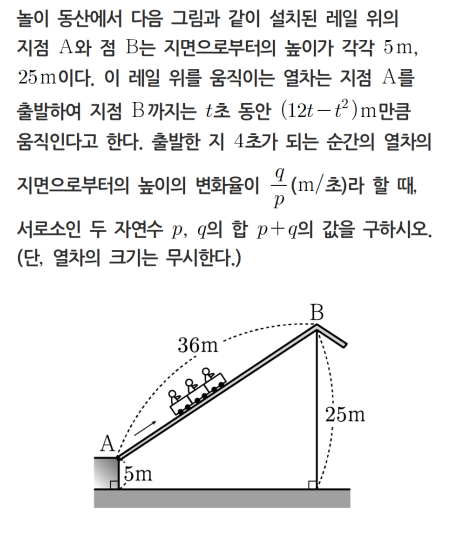 놀이 동산에서 다음 그림과 같이 설치된 레일 위의
지점 A와 점 B는 지면으로부터의 높이가 각각 5m,
25m이다. 이 레일 위를 움직이는 열차는 지점 A를
출발하여 지점 B까지는 t초 동안 (12t-t²)m만큼
움직인다고 한다. 출발한 지 4초가 되는 순간의 열차의
지면으로부터의 높이의 변화율이 q/p(m/초)라 할 때,
서로소인 두 자연수 p, q의 합 p+q의 값을 구하시오.
(단, 열차의 크기는 무시한다.)
B
36m
25m
A
5m